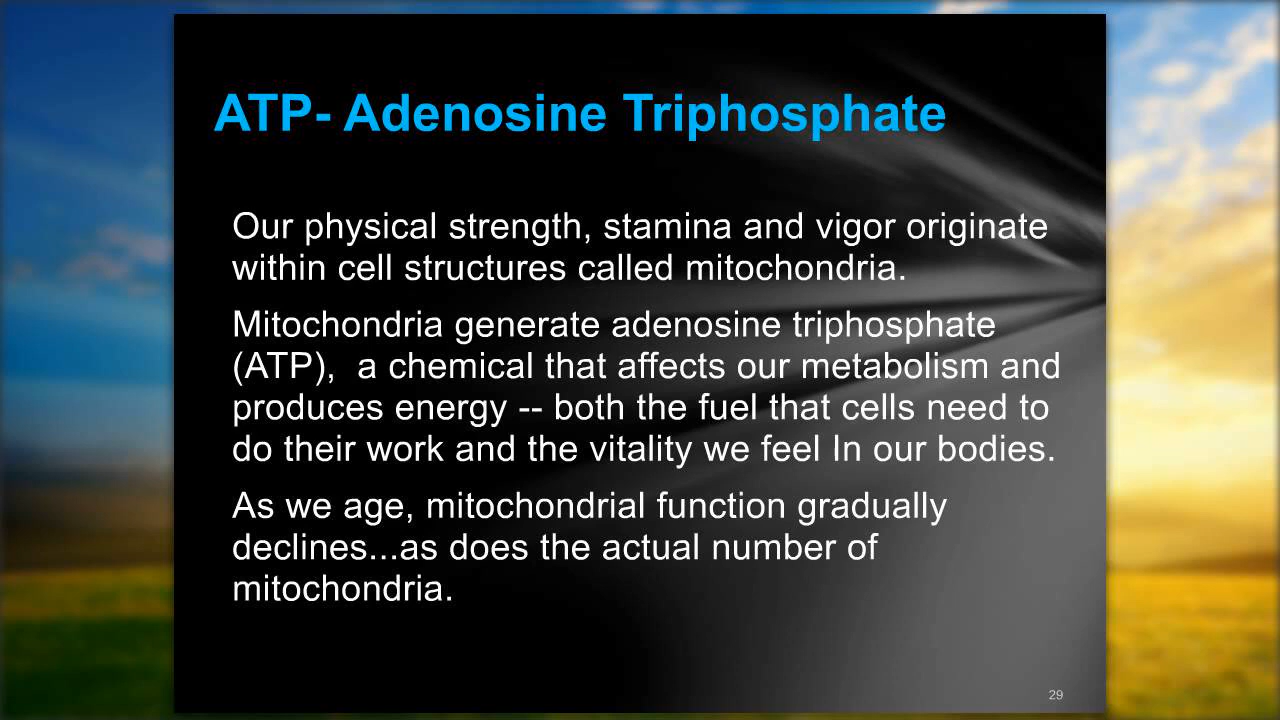 ATP- Adenosine Triphosphate
Our physical strength, stamina and vigor originate
within cell structures called mitochondria.
Mitochondria generate adenosine triphosphate
(ATP),  a chemical that affects our metabolism and
produces energy -- both the fuel that cells need to
do their work and the vitality we feel In our bodies.
As we age, mitochondrial function gradually
declines...as does the actual number of
mitochondria.
29